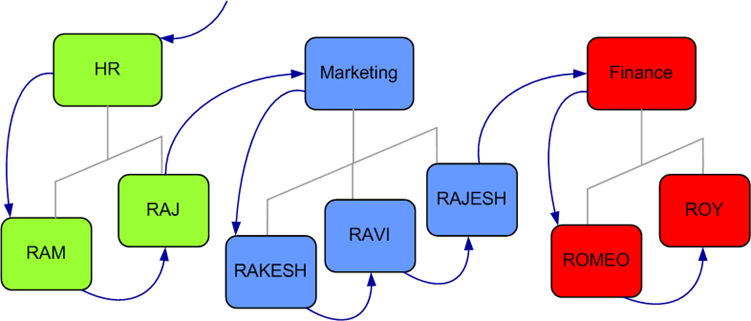 HR
Marketing
Finance
RAM
RAJ
RAKESH
RAVI
RAJESH
ROMEO
ROY